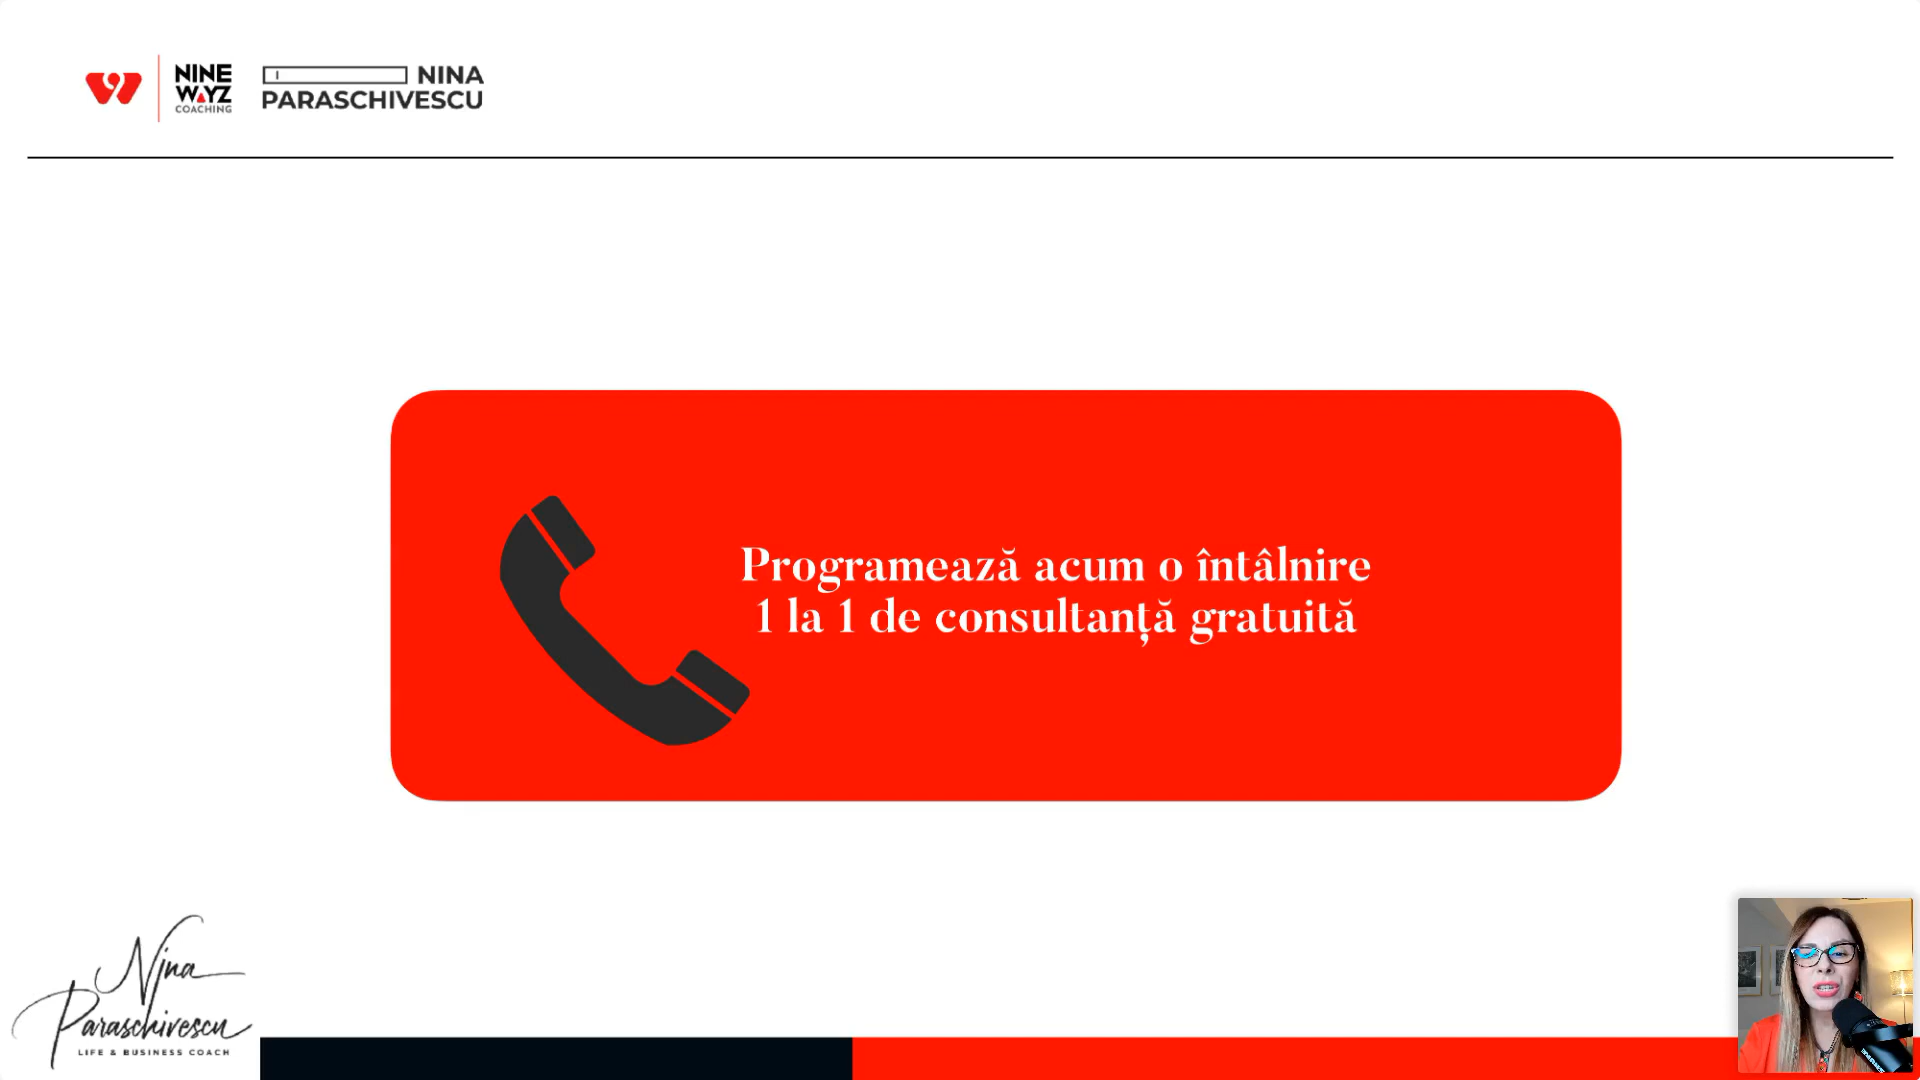 NINE
WAYZ
COACHING
NINA
PARASCHIVESCU
Programează acum o întâlnire
1 la 1 de consultanță gratuită
Nina
Paraschivescu
LIFE & BUSINESS COACH